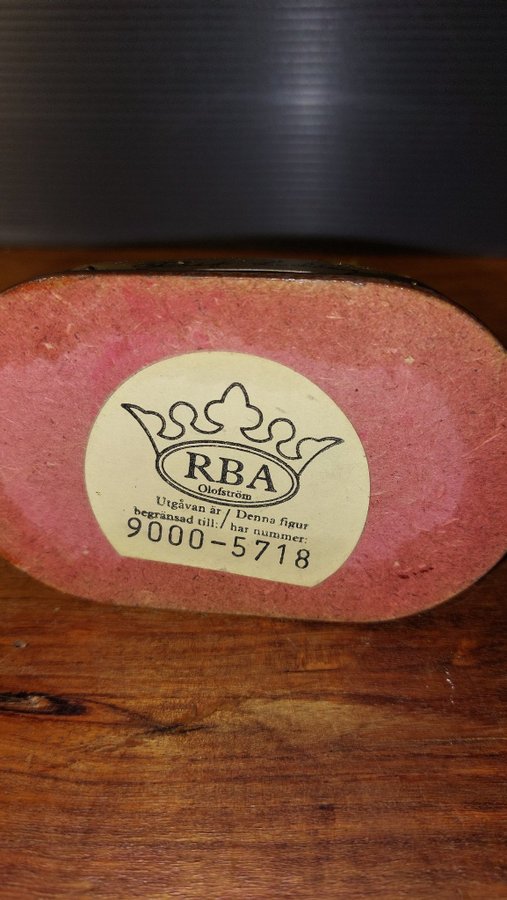 RBA
Olofström
Utgåvan är / Denna figur
begränsad till: / har nummer:
9000-5718